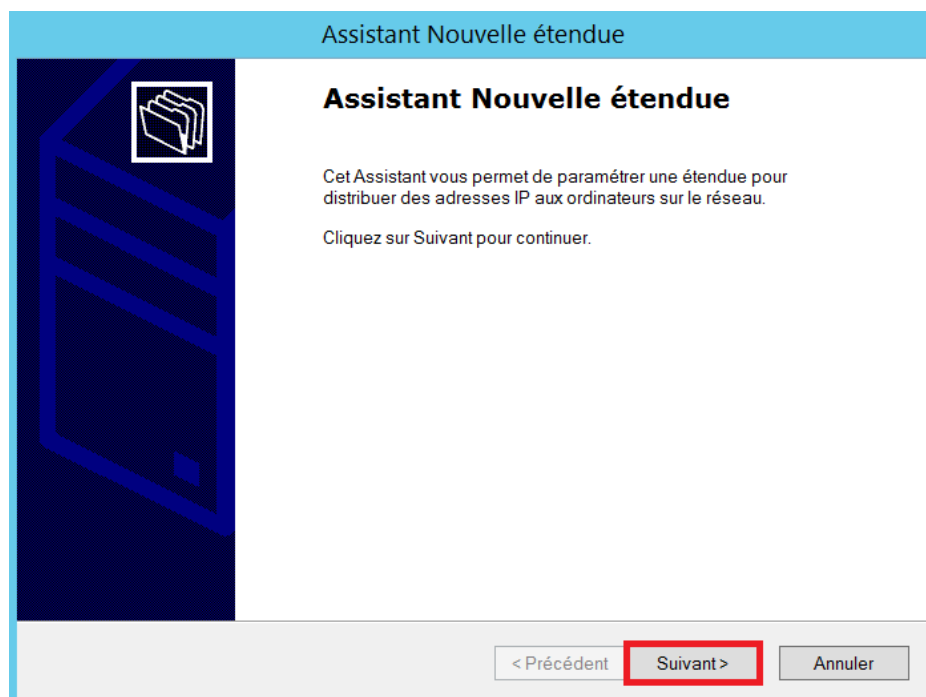 Assistant Nouvelle étendue
Assistant Nouvelle étendue
Cet Assistant vous permet de paramétrer une étendue pour
distribuer des adresses IP aux ordinateurs sur le réseau.
Cliquez sur Suivant pour continuer.
< Précédent Suivant > Annuler